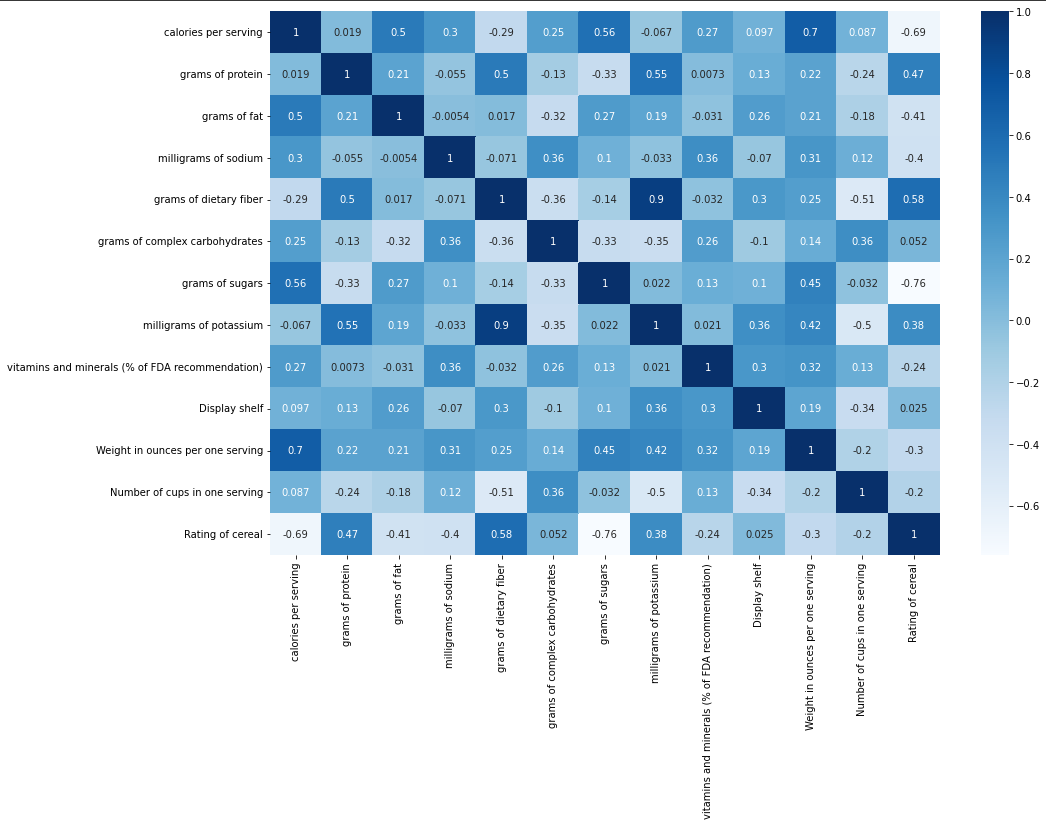 calories per serving 1 0.019 0.5 0.3 -0.29 0.25 0.56 -0.067 0.27 0.097 0.7 0.087 -0.69
grams of protein 0.019 1 0.21 -0.055 0.5 -0.13 -0.33 0.55 0.0073 0.13 0.22 -0.24 0.47
grams of fat 0.5 0.21 1 -0.0054 0.017 -0.32 0.27 0.19 -0.031 0.26 0.21 -0.18 -0.41
milligrams of sodium 0.3 -0.055 -0.0054 1 -0.071 0.36 0.1 -0.033 0.36 -0.07 0.31 0.12 -0.4
grams of dietary fiber -0.29 0.5 0.017 -0.071 1 -0.36 -0.14 0.9 -0.032 0.3 0.25 -0.51 0.58
grams of complex carbohydrates 0.25 -0.13 -0.32 0.36 -0.36 1 -0.33 -0.35 0.26 -0.1 0.14 0.36 0.052
grams of sugars 0.56 -0.33 0.27 0.1 -0.14 -0.33 1 0.022 0.13 0.1 0.45 -0.032 -0.76
milligrams of potassium -0.067 0.55 0.19 -0.033 0.9 -0.35 0.022 1 0.021 0.36 0.42 -0.5 0.38
vitamins and minerals (% of FDA recommendation) 0.27 0.0073 -0.031 0.36 -0.032 0.26 0.13 0.021 1 0.3 0.32 0.13 -0.24
Display shelf 0.097 0.13 0.26 -0.07 0.3 -0.1 0.1 0.36 0.3 1 0.19 -0.34 0.025
Weight in ounces per one serving 0.7 0.22 0.21 0.31 0.25 0.14 0.45 0.42 0.32 0.19 1 -0.2 -0.3
Number of cups in one serving 0.087 -0.24 -0.18 0.12 -0.51 0.36 -0.032 -0.5 0.13 -0.34 -0.2 1 -0.2
Rating of cereal -0.69 0.47 -0.41 -0.4 0.58 0.052 -0.76 0.38 -0.24 0.025 -0.3 -0.2 1
calories per serving
grams of protein
grams of fat
milligrams of sodium
grams of dietary fiber
grams of complex carbohydrates
grams of sugars
milligrams of potassium
vitamins and minerals (% of FDA recommendation)
Display shelf
Weight in ounces per one serving
Number of cups in one serving
Rating of cereal
1.0
0.8
0.6
0.4
0.2
0.0
−0.2
−0.4
−0.6